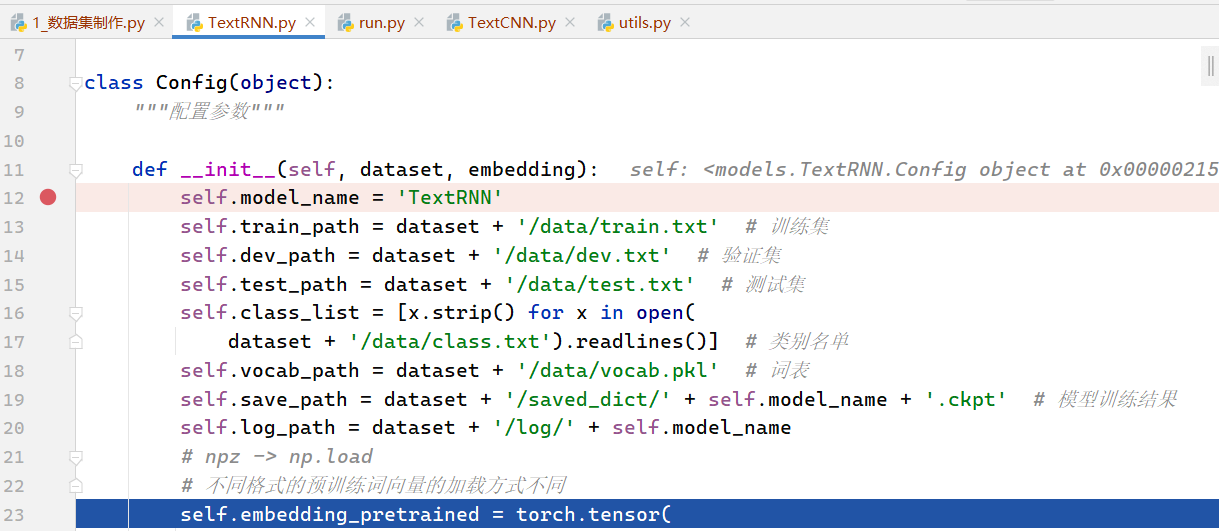 1_数据集制作.py TextRNN.py run.py TextCNN.py utils.py
7
8 class Config(object):
9 """配置参数"""
10
11 def __init__(self, dataset, embedding): self: <models.TextRNN.Config object at 0x00000215
12 self.model_name = 'TextRNN'
13 self.train_path = dataset + '/data/train.txt' # 训练集
14 self.dev_path = dataset + '/data/dev.txt' # 验证集
15 self.test_path = dataset + '/data/test.txt' # 测试集
16 self.class_list = [x.strip() for x in open(
17 dataset + '/data/class.txt').readlines()] # 类别名单
18 self.vocab_path = dataset + '/data/vocab.pkl' # 词表
19 self.save_path = dataset + '/saved_dict/' + self.model_name + '.ckpt' # 模型训练结果
20 self.log_path = dataset + '/log/' + self.model_name
21 # npz -> np.load
22 # 不同格式的预训练词向量的加载方式不同
23 self.embedding_pretrained = torch.tensor(